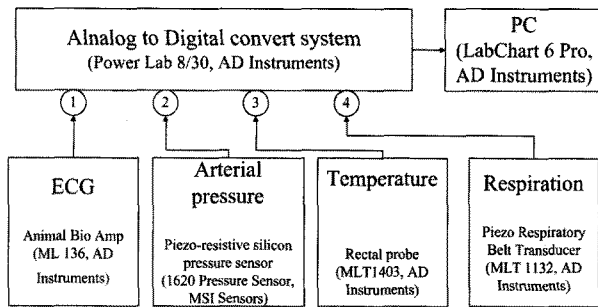 Alnalog to Digital convert system
(Power Lab 8/30, AD Instruments)
PC
(LabChart 6 Pro,
AD Instruments)
1
2
3
4
ECG
Animal Bio Amp
(ML 136, AD
Instruments)
Arterial
pressure
Piezo-resistive silicon
pressure sensor
(1620 Pressure Sensor,
MSI Sensors)
Temperature
Rectal probe
(MLT1403, AD
Instruments)
Respiration
Piezo Respiratory
Belt Transducer
(MLT 1132, AD
Instruments)